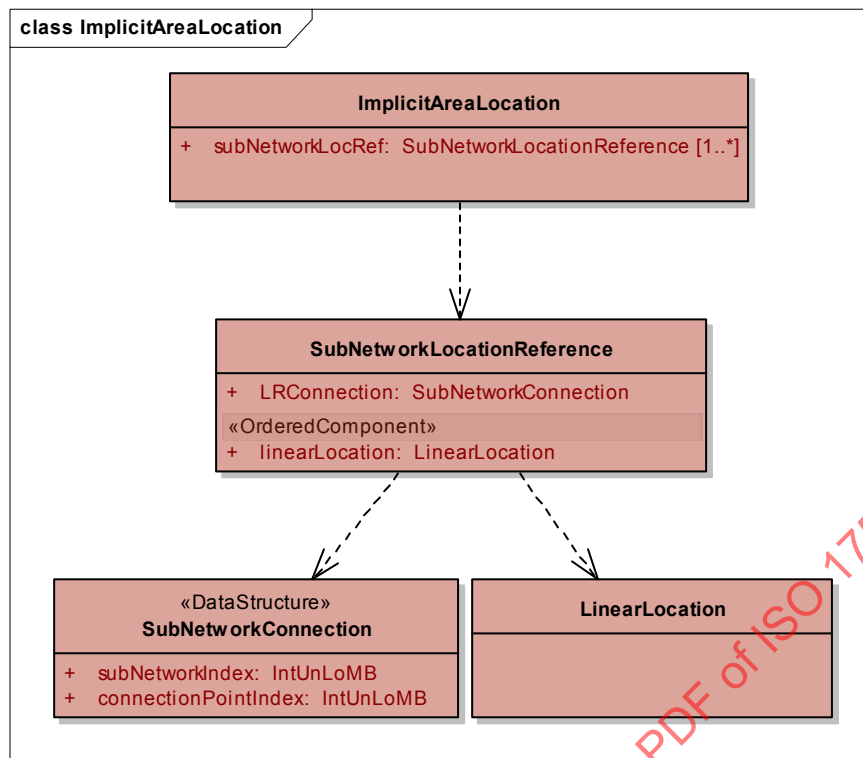 class ImplicitAreaLocation
ImplicitAreaLocation
+ subNetworkLocRef: SubNetworkLocationReference [1..*]
SubNetworkLocationReference
+ LRConnection: SubNetworkConnection
«OrderedComponent»
+ linearLocation: LinearLocation
«DataStructure»
SubNetworkConnection
+ subNetworkIndex: IntUnLoMB
+ connectionPointIndex: IntUnLoMB
LinearLocation
PDF of ISO 17